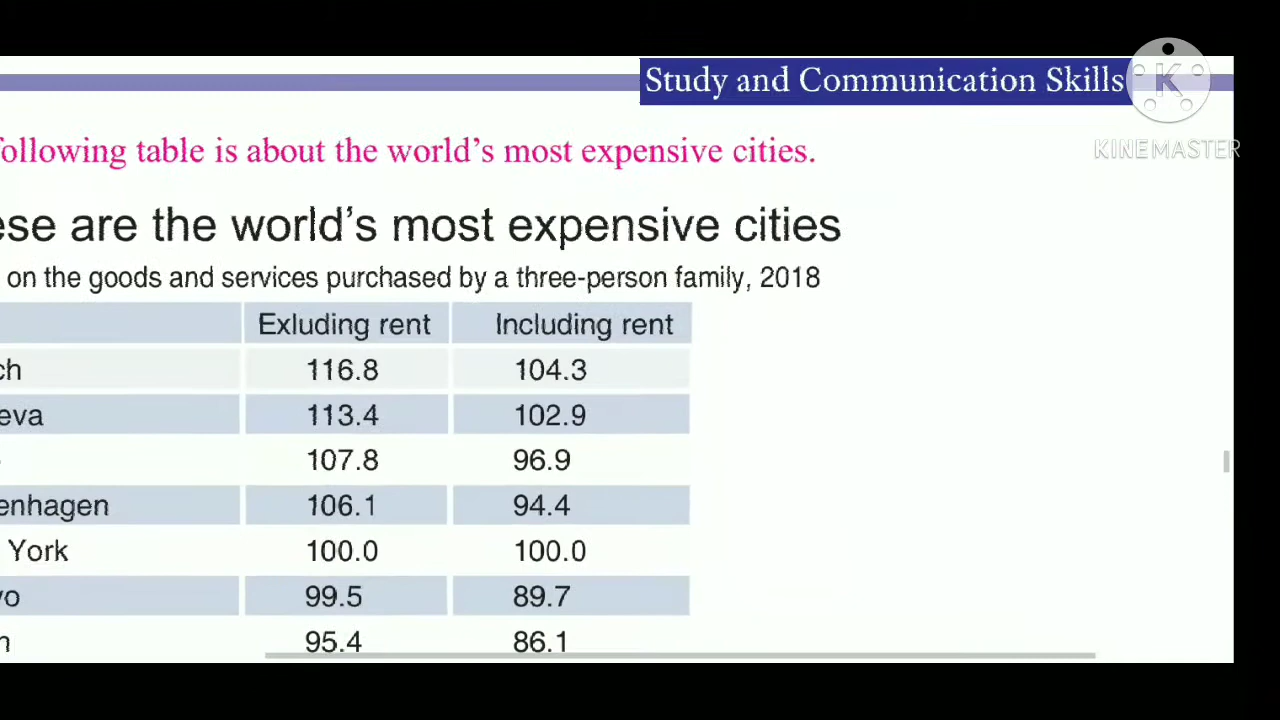 Study and Communication Skills
K
KINEMASTER
ollowing table is about the world's most expensive cities.
ese are the world's most expensive cities
on the goods and services purchased by a three-person family, 2018
Exluding rent Including rent
ch 116.8 104.3
eva 113.4 102.9
107.8 96.9
enhagen 106.1 94.4
York 100.0 100.0
yo 99.5 89.7
n 95.4 86.1